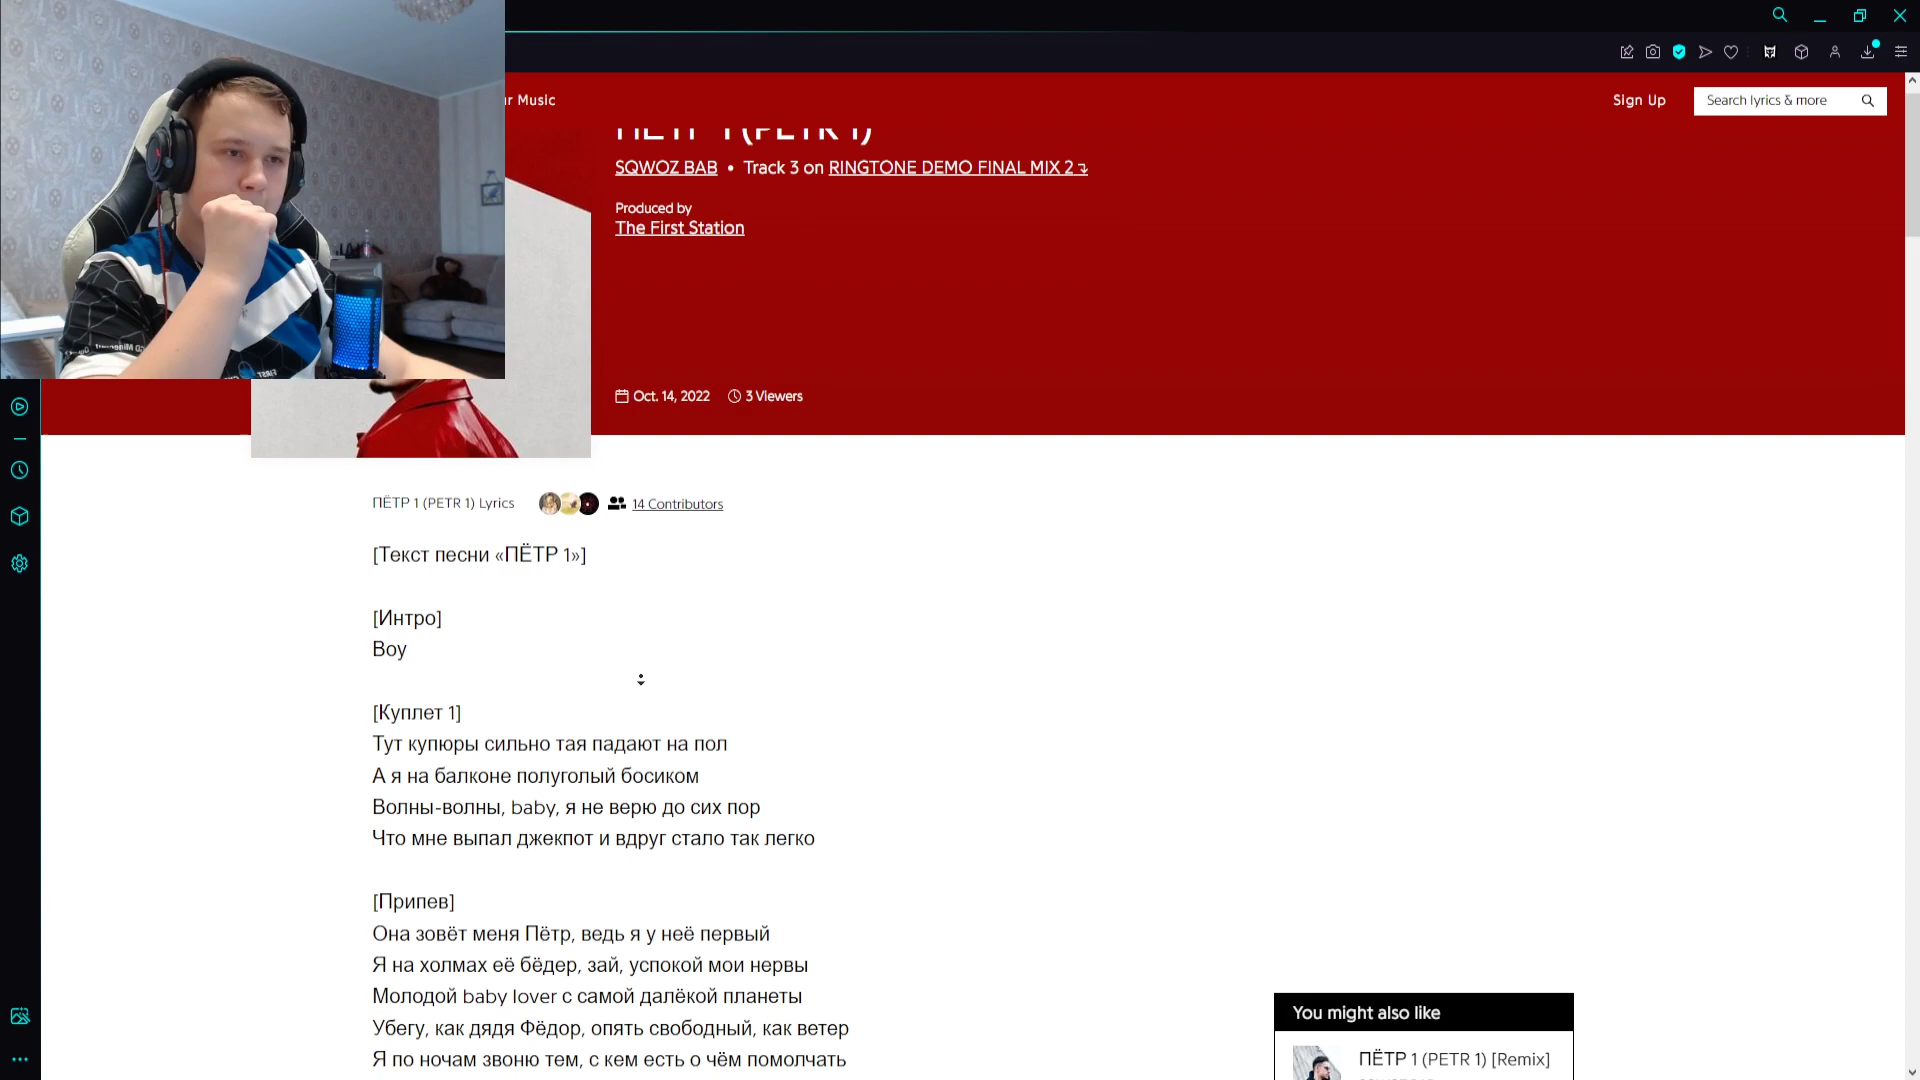 ur Music
Sign Up
Search lyrics & more
ПЁТР 1 (PETR 1)
SQWOZ BAB • Track 3 on RINGTONE DEMO FINAL MIX 2
Produced by
The First Station
Oct. 14, 2022 3 Viewers
ПЁТР 1 (PETR 1) Lyrics 14 Contributors
[Текст песни «ПЁТР 1»]
[Интро]
Воу
[Куплет 1]
Тут купюры сильно тая падают на пол
А я на балконе полуголый босиком
Волны-волны, baby, я не верю до сих пор
Что мне выпал джекпот и вдруг стало так легко
[Припев]
Она зовёт меня Пётр, ведь я у неё первый
Я на холмах её бёдер, зай, успокой мои нервы
Молодой baby lover с самой далёкой планеты
Убегу, как дядя Фёдор, опять свободный, как ветер
Я по ночам звоню тем, с кем есть о чём помолчать
You might also like
ПЁТР 1 (PETR 1) [Remix]